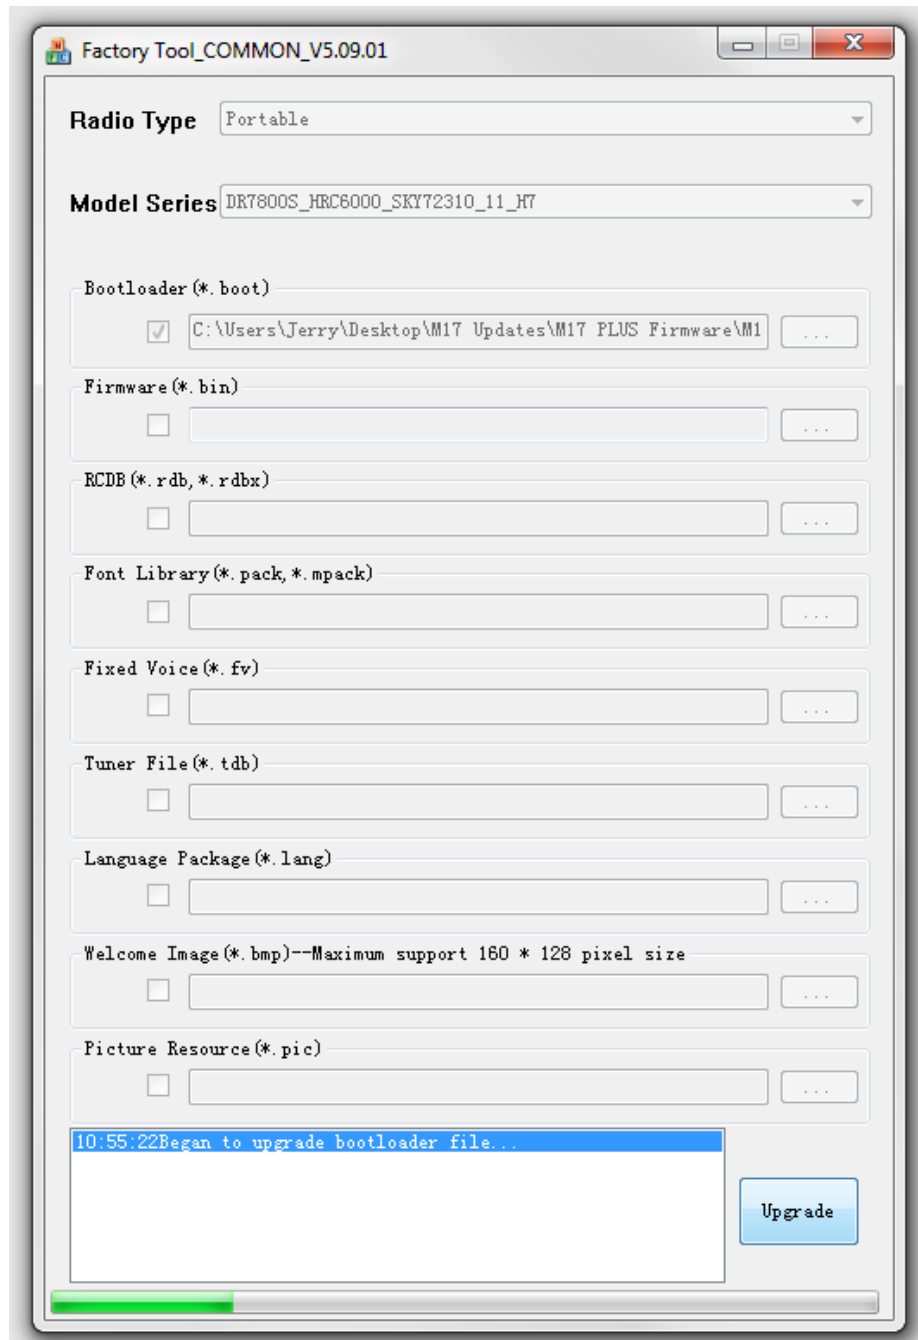 Factory Tool_COMMON_V5.09.01
Radio Type Portable
Model Series DR7800S_HRC6000_SKY72310_11_H7
Bootloader(*.boot)
C:\Users\Jerry\Desktop\M17 Updates\M17 PLUS Firmware\M1 ...
Firmware(*.bin)
...
RCDB(*.rdb,*.rdbx)
...
Font Library(*.pack,*.mpack)
...
Fixed Voice(*.fv)
...
Tuner File(*.tdb)
...
Language Package(*.lang)
...
Welcome Image(*.bmp)--Maximum support 160 * 128 pixel size
...
Picture Resource(*.pic)
...
10:55:22Began to upgrade bootloader file...
Upgrade